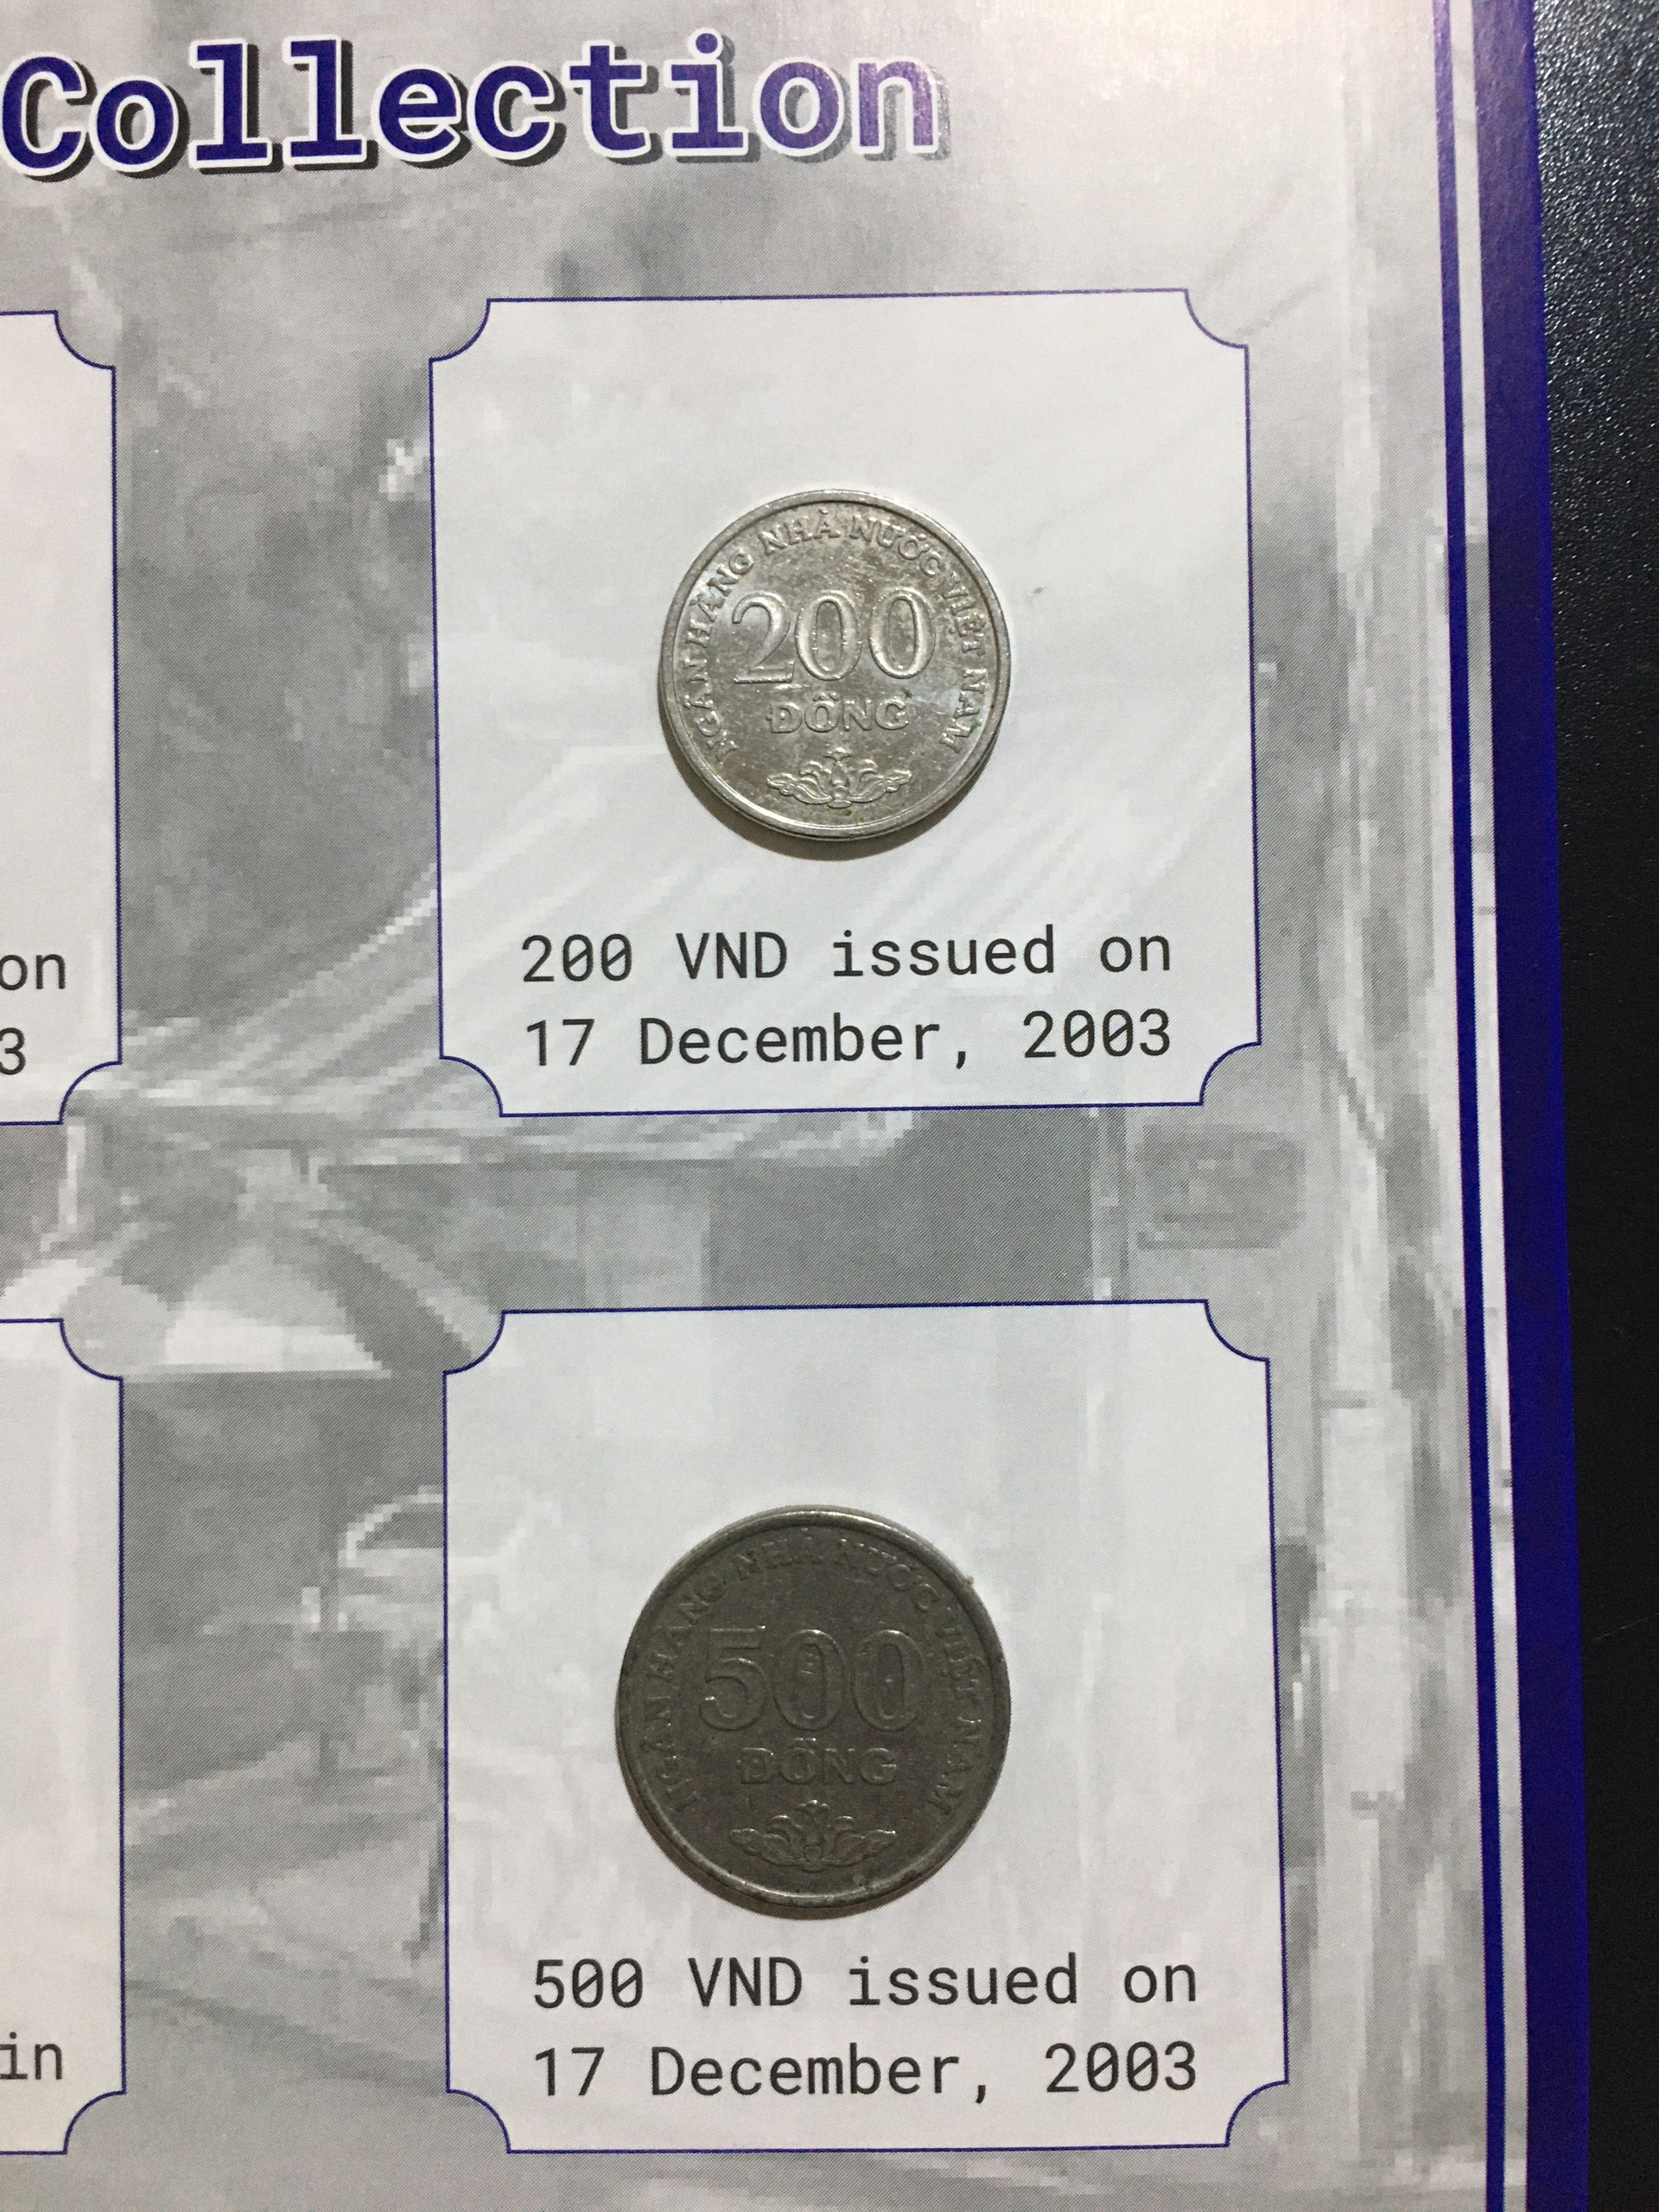 Collection
on
3
NGÂN HÀNG NHÀ NƯỚC VIỆT NAM
200
ĐỒNG
200 VND issued on
17 December, 2003
in
NGÂN HÀNG NHÀ NƯỚC VIỆT NAM
500
ĐỒNG
500 VND issued on
17 December, 2003